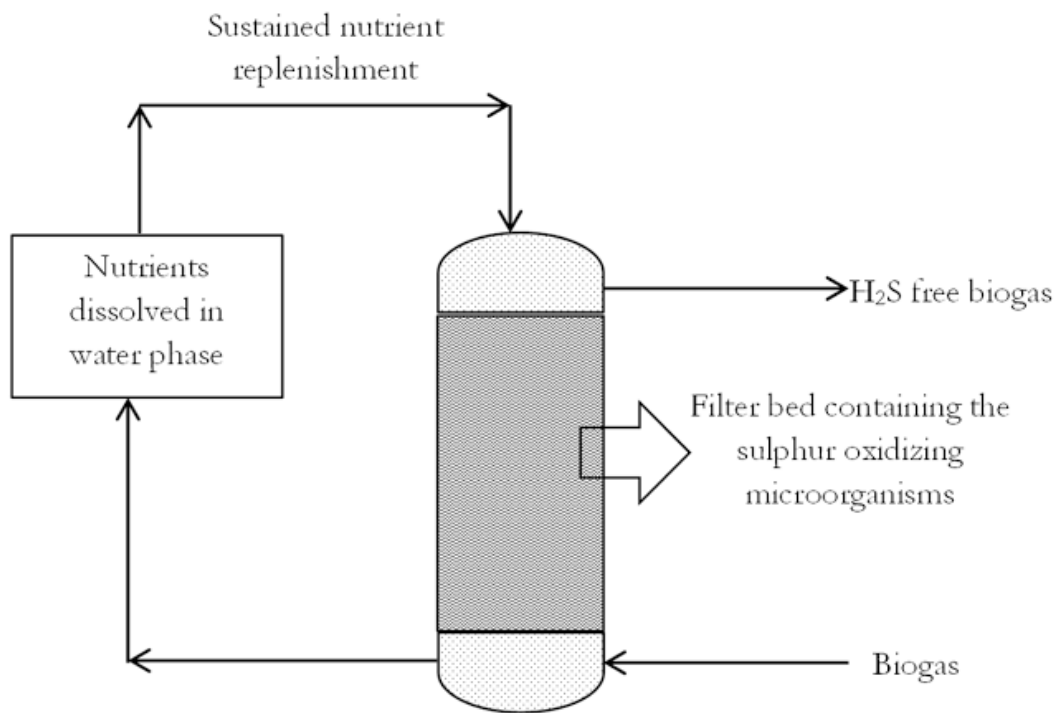 Sustained nutrient
replenishment
Nutrients
dissolved in
water phase
H₂S free biogas
Filter bed containing the
sulphur oxidizing
microorganisms
Biogas